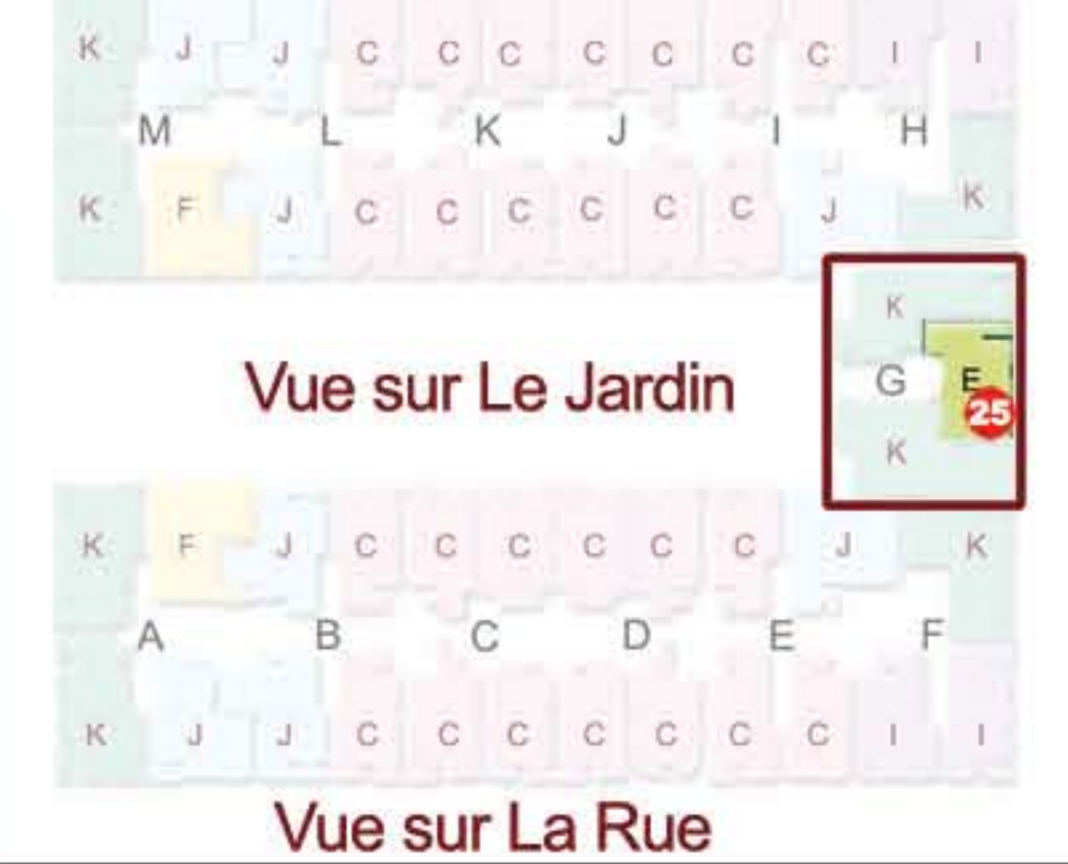 K J J C C C C C C C I I
M L K J I H
K F J C C C C C C J K
K
Vue sur Le Jardin
G E
25
K
K F J C C C C C C J K
A B C D E F
K J J C C C C C C C I I
Vue sur La Rue